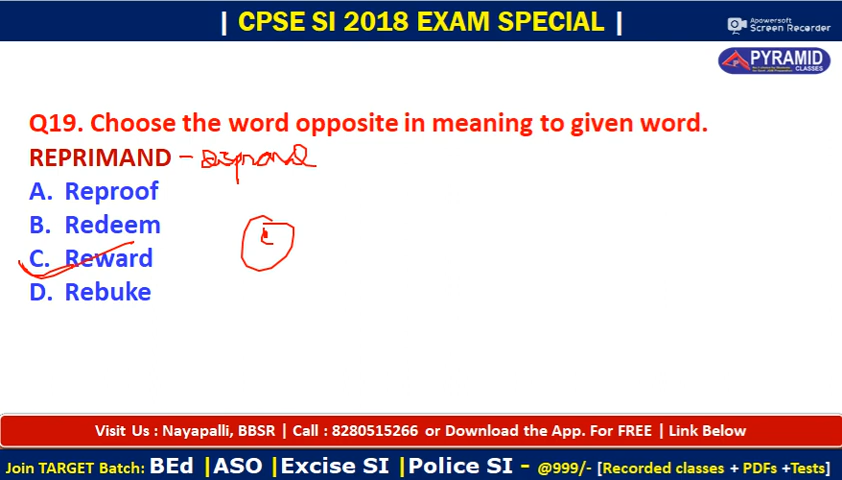 | CPSE SI 2018 EXAM SPECIAL |
Apowersoft
Screen Recorder
PYRAMID
CLASSES
Q19. Choose the word opposite in meaning to given word.
REPRIMAND –
A. Reproof
B. Redeem
C. Reward
D. Rebuke
Visit Us : Nayapalli, BBSR | Call : 8280515266 or Download the App. For FREE | Link Below
Join TARGET Batch: BEd |ASO |Excise SI |Police SI – @999/- [Recorded classes + PDFs +Tests]